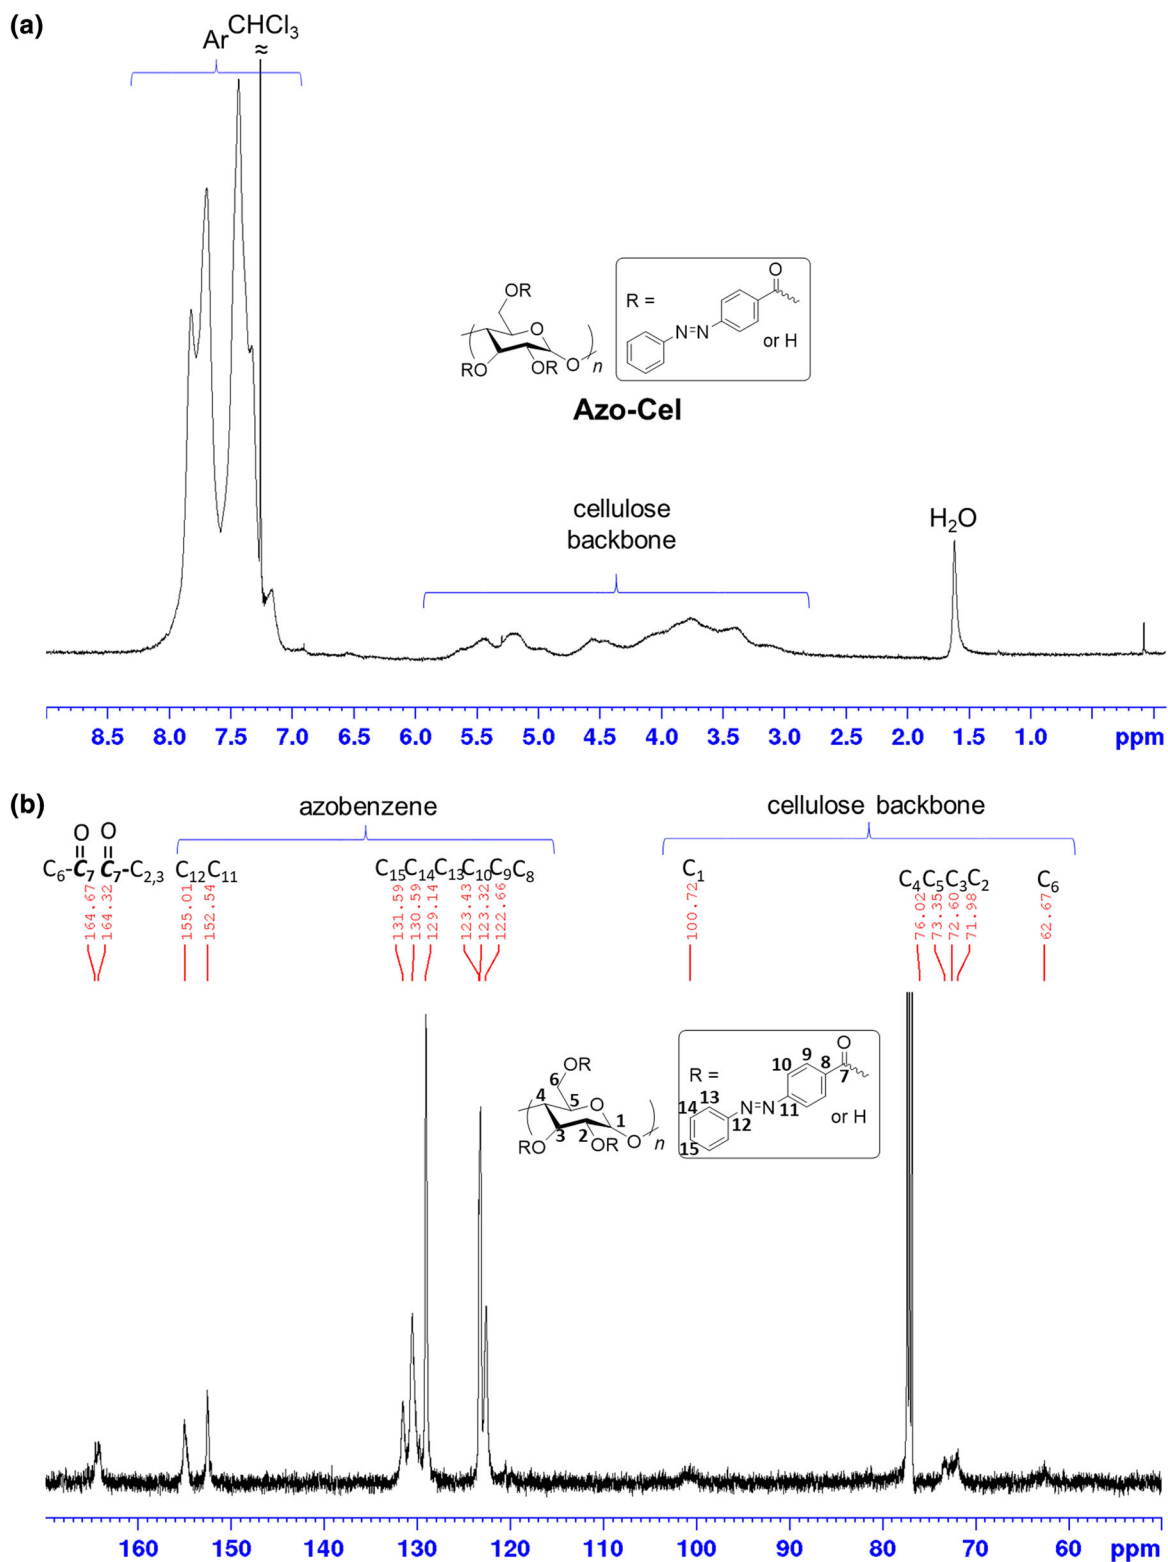 (a)
Ar CHCl3
≈
OR
O
RO
OR
O
n
R =
O
N=N
or H
Azo-Cel
cellulose
backbone
H2O
8.5 8.0 7.5 7.0 6.5 6.0 5.5 5.0 4.5 4.0 3.5 3.0 2.5 2.0 1.5 1.0 ppm
(b)
azobenzene
cellulose backbone
O O
C6-C7 C7-C2,3 C12C11 C15C14C13C10C9C8 C1 C4C5C3C2 C6
164.67
164.32
155.01
152.54
131.59
130.59
129.14
123.43
123.32
122.66
100.72
76.02
73.35
72.60
71.98
62.67
OR
6
4
5
O
1
RO
3
2
OR
O
n
R =
O
9
8
7
10
N=N
11
13
14
12
15
or H
160 150 140 130 120 110 100 90 80 70 60 ppm